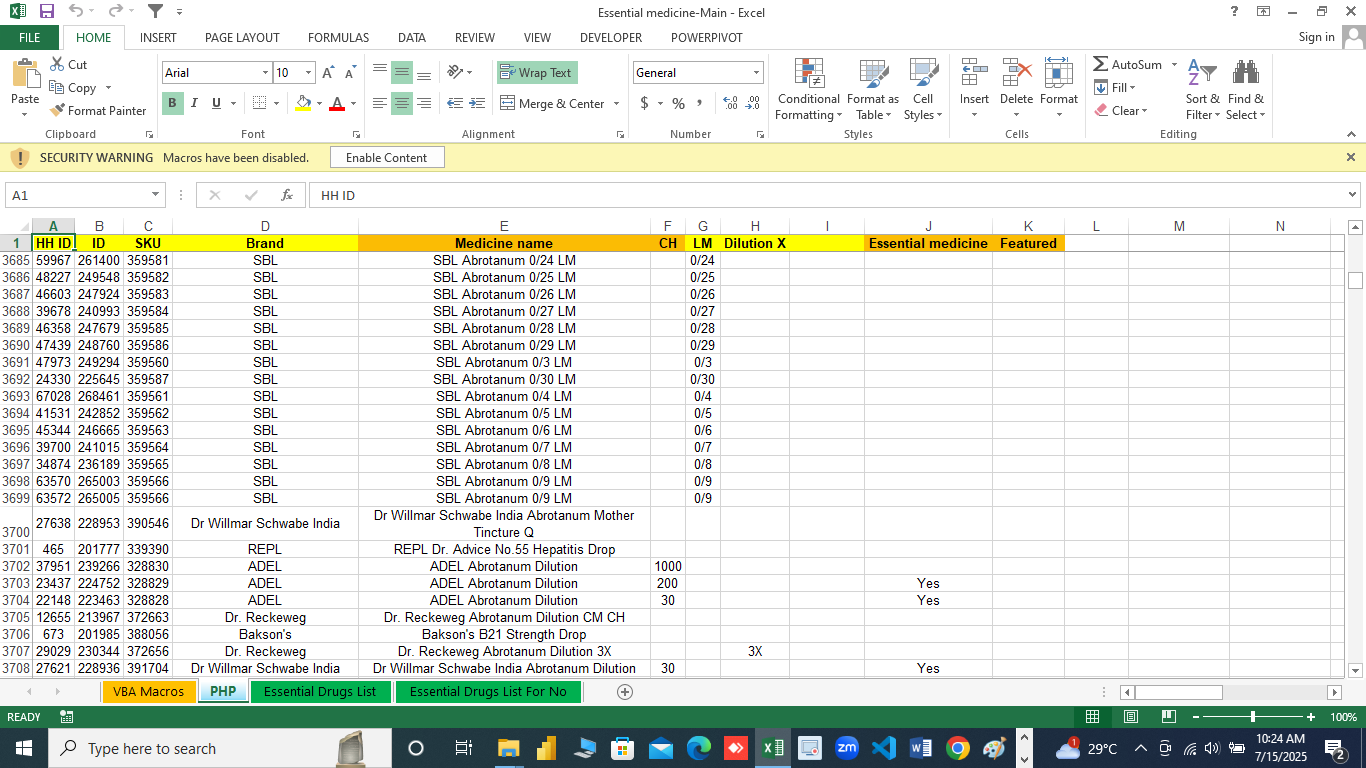 Essential medicine-Main - Excel
FILE HOME INSERT PAGE LAYOUT FORMULAS DATA REVIEW VIEW DEVELOPER POWERPIVOT Sign in
Paste Cut Copy Format Painter Clipboard
Arial 10 B I U Font
Wrap Text Merge & Center Alignment
General $ % Number
Conditional Formatting Format as Table Cell Styles Styles
Insert Delete Format Cells
AutoSum Fill Clear Sort & Filter Find & Select Editing
SECURITY WARNING Macros have been disabled. Enable Content
A1 fx HH ID
A B C D E F G H I J K L M N
1 HH ID ID SKU Brand Medicine name CH LM Dilution X Essential medicine Featured
3685 59967 261400 359581 SBL SBL Abrotanum 0/24 LM 0/24
3686 48227 249548 359582 SBL SBL Abrotanum 0/25 LM 0/25
3687 46603 247924 359583 SBL SBL Abrotanum 0/26 LM 0/26
3688 39678 240993 359584 SBL SBL Abrotanum 0/27 LM 0/27
3689 46358 247679 359585 SBL SBL Abrotanum 0/28 LM 0/28
3690 47439 248760 359586 SBL SBL Abrotanum 0/29 LM 0/29
3691 47973 249294 359560 SBL SBL Abrotanum 0/3 LM 0/3
3692 24330 225645 359587 SBL SBL Abrotanum 0/30 LM 0/30
3693 67028 268461 359561 SBL SBL Abrotanum 0/4 LM 0/4
3694 41531 242852 359562 SBL SBL Abrotanum 0/5 LM 0/5
3695 45344 246665 359563 SBL SBL Abrotanum 0/6 LM 0/6
3696 39700 241015 359564 SBL SBL Abrotanum 0/7 LM 0/7
3697 34874 236189 359565 SBL SBL Abrotanum 0/8 LM 0/8
3698 63570 265003 359566 SBL SBL Abrotanum 0/9 LM 0/9
3699 63572 265005 359566 SBL SBL Abrotanum 0/9 LM 0/9
3700 27638 228953 390546 Dr Willmar Schwabe India Dr Willmar Schwabe India Abrotanum Mother
Tincture Q
3701 465 201777 339390 REPL REPL Dr. Advice No.55 Hepatitis Drop
3702 37951 239266 328830 ADEL ADEL Abrotanum Dilution 1000
3703 23437 224752 328829 ADEL ADEL Abrotanum Dilution 200 Yes
3704 22148 223463 328828 ADEL ADEL Abrotanum Dilution 30 Yes
3705 12655 213967 372663 Dr. Reckeweg Dr. Reckeweg Abrotanum Dilution CM CH
3706 673 201985 388056 Bakson's Bakson's B21 Strength Drop
3707 29029 230344 372656 Dr. Reckeweg Dr. Reckeweg Abrotanum Dilution 3X 3X
3708 27621 228936 391704 Dr Willmar Schwabe India Dr Willmar Schwabe India Abrotanum Dilution 30 Yes
VBA Macros PHP Essential Drugs List Essential Drugs List For No
READY 100%
Type here to search zm 1 29°C 10:24 AM
7/15/2025 2